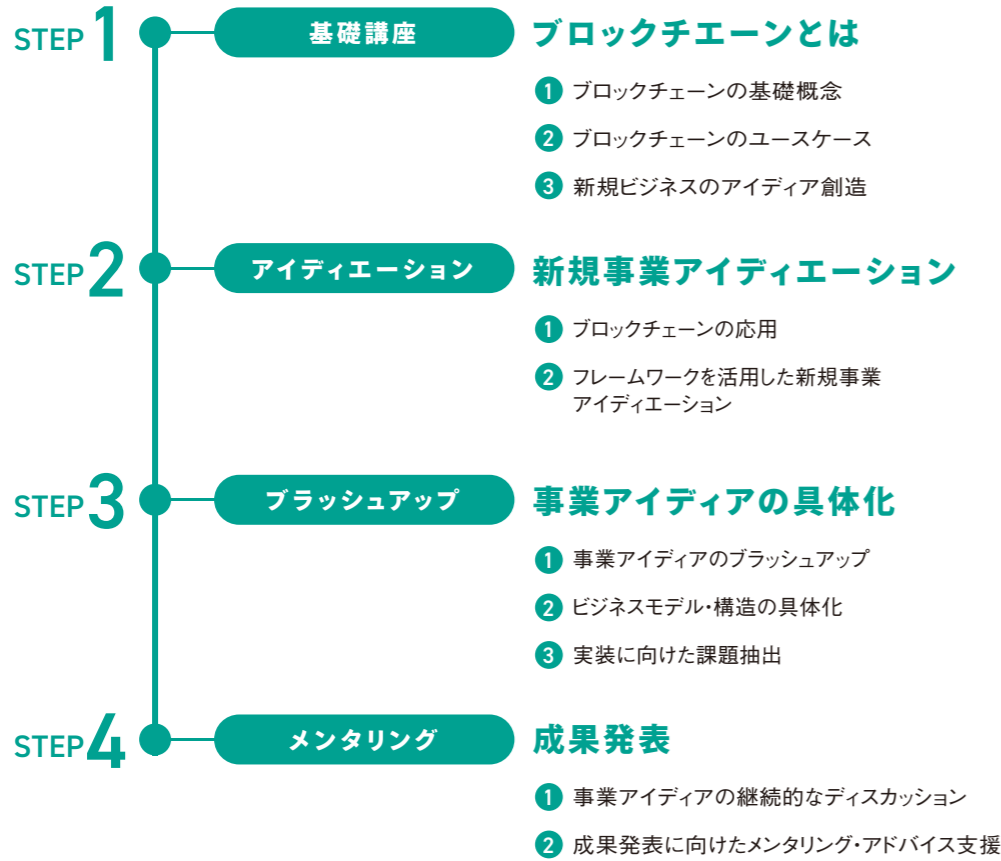 STEP 1
基礎講座
ブロックチエーンとは
1 ブロックチェーンの基礎概念
2 ブロックチェーンのユースケース
3 新規ビジネスのアイディア創造
STEP 2
アイディエーション
新規事業アイディエーション
1 ブロックチェーンの応用
2 フレームワークを活用した新規事業
アイディエーション
STEP 3
ブラッシュアップ
事業アイディアの具体化
1 事業アイディアのブラッシュアップ
2 ビジネスモデル・構造の具体化
3 実装に向けた課題抽出
STEP 4
メンタリング
成果発表
1 事業アイディアの継続的なディスカッション
2 成果発表に向けたメンタリング・アドバイス支援